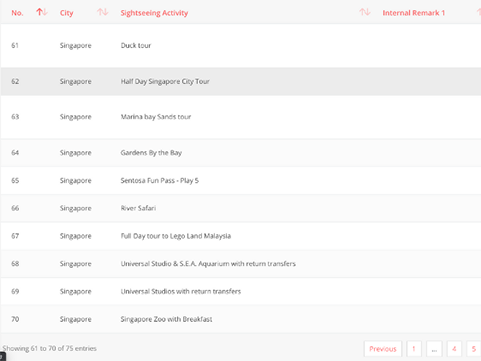 No. City Sightseeing Activity Internal Remark 1
61 Singapore Duck tour
62 Singapore Half Day Singapore City Tour
63 Singapore Marina bay Sands tour
64 Singapore Gardens By the Bay
65 Singapore Sentosa Fun Pass - Play 5
66 Singapore River Safari
67 Singapore Full Day tour to Lego Land Malaysia
68 Singapore Universal Studio & S.E.A. Aquarium with return transfers
69 Singapore Universal Studios with return transfers
70 Singapore Singapore Zoo with Breakfast
Showing 61 to 70 of 75 entries Previous 1 ... 4 5